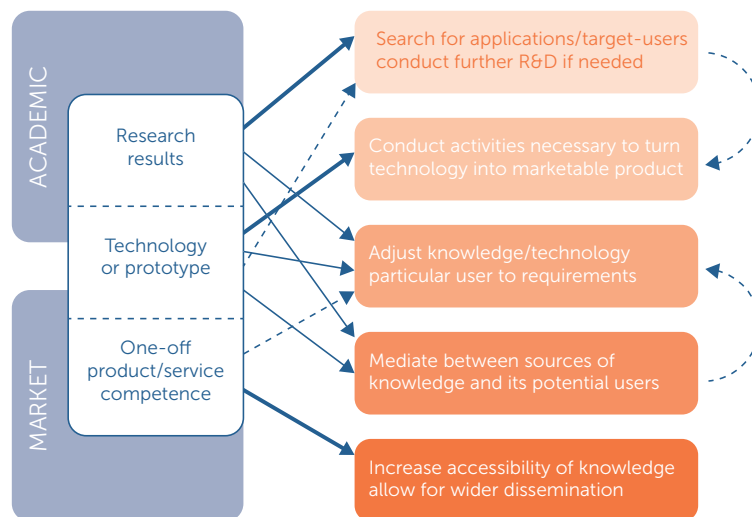 ACADEMIC
MARKET
Research
results
Technology
or prototype
One-off
product/service
competence
Search for applications/target-users
conduct further R&D if needed
Conduct activities necessary to turn
technology into marketable product
Adjust knowledge/technology
particular user to requirements
Mediate between sources of
knowledge and its potential users
Increase accessibility of knowledge
allow for wider dissemination